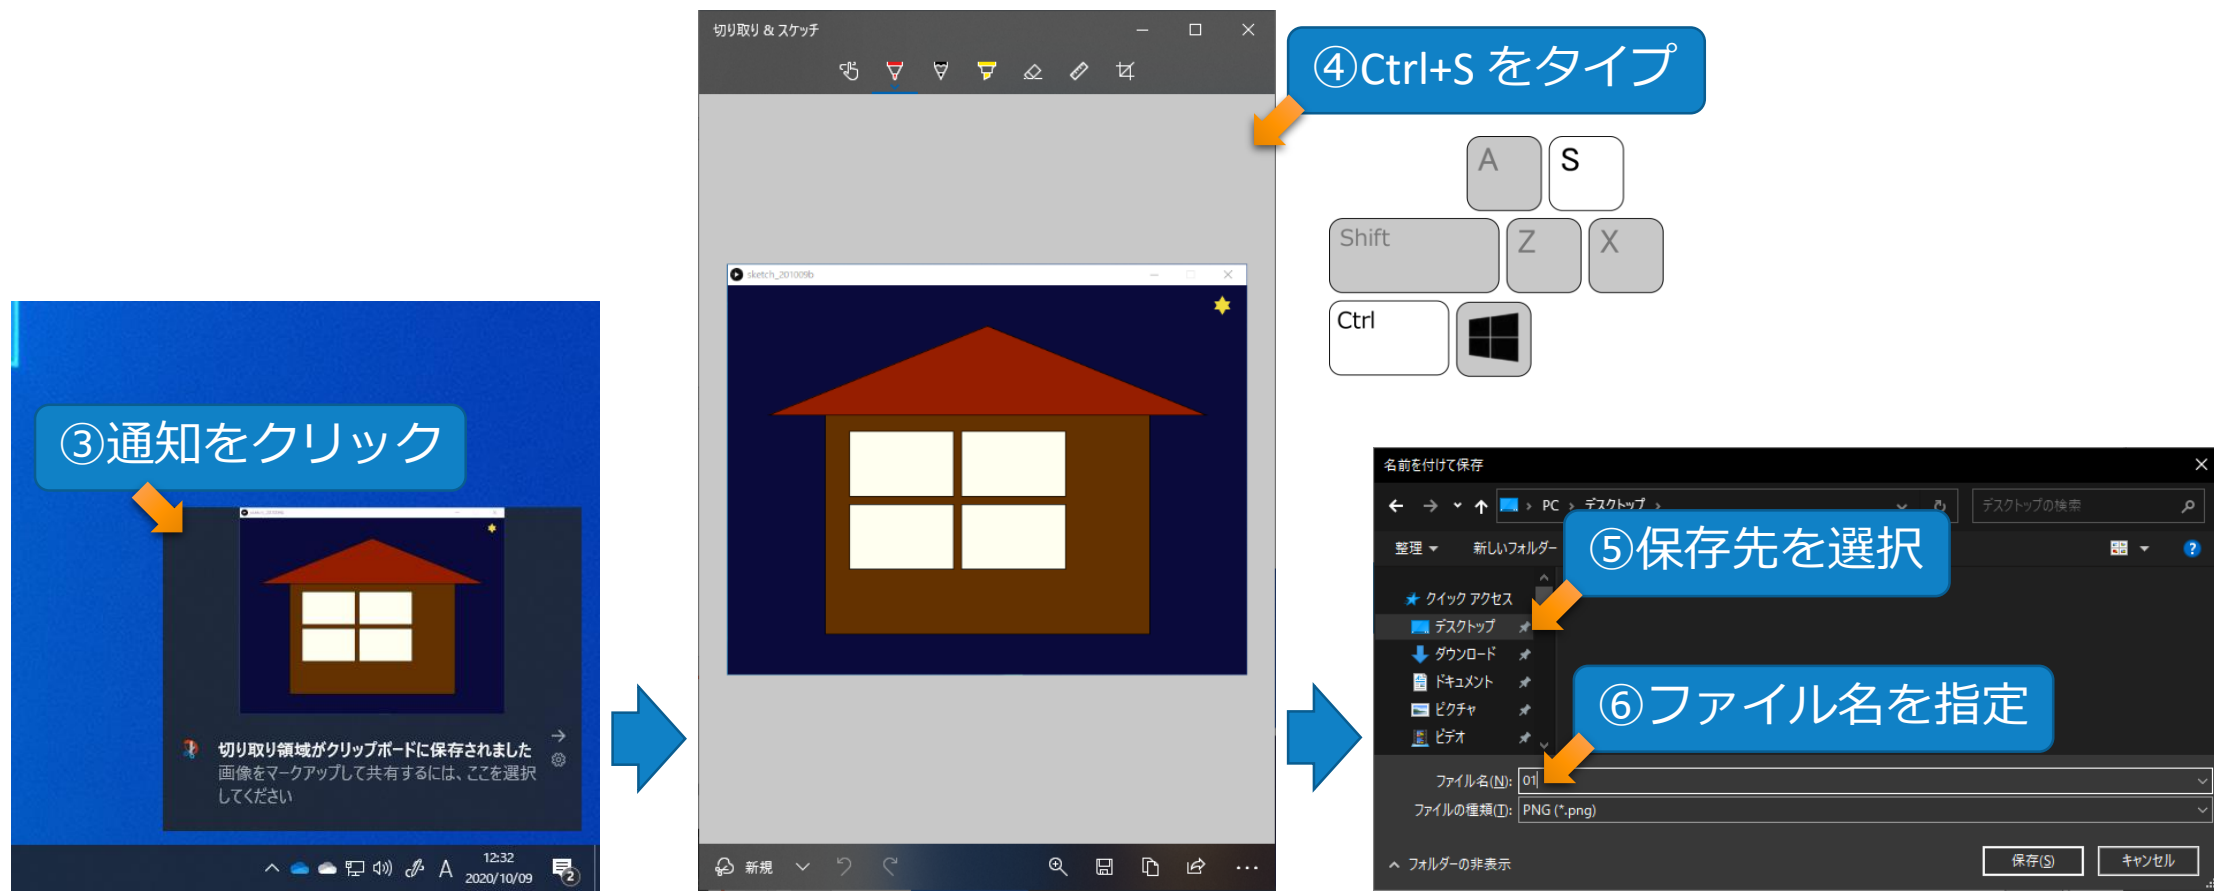 ③通知をクリック
切り取り領域がクリップボードに保存されました
画像をマークアップして共有するには、ここを選択
してください
A
12:32
2020/10/09
2
切り取り & スケッチ
sketch_201009b
新規
④Ctrl+S をタイプ
A
S
Shift
Z
X
Ctrl
名前を付けて保存
PC
デスクトップ
デスクトップの検索
整理
新しいフォルダー
⑤保存先を選択
クイック アクセス
デスクトップ
ダウンロード
ドキュメント
ピクチャ
ビデオ
⑥ファイル名を指定
ファイル名(N):
01
ファイルの種類(T):
PNG (*.png)
フォルダーの非表示
保存(S)
キャンセル